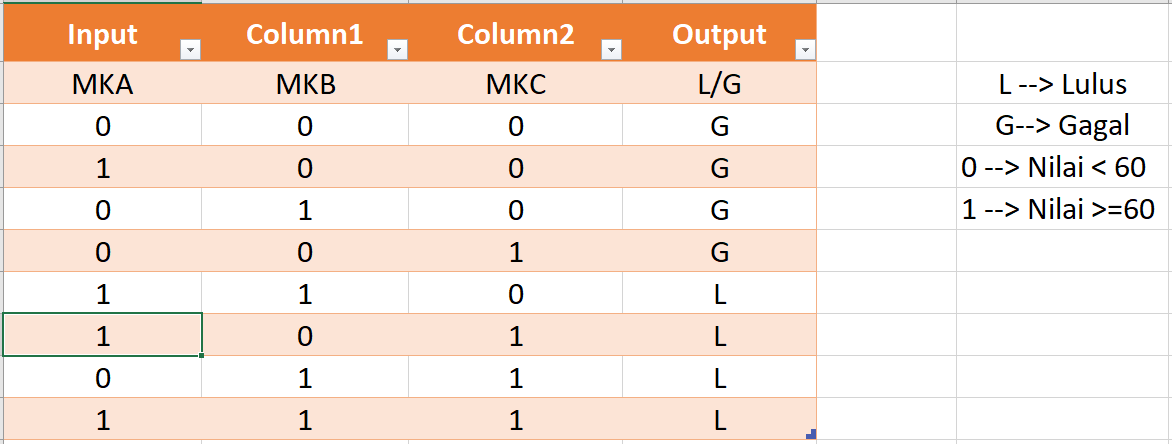 Input Column1 Column2 Output
MKA MKB MKC L/G L --> Lulus
0 0 0 G G--> Gagal
1 0 0 G 0 --> Nilai < 60
0 1 0 G 1 --> Nilai >=60
0 0 1 G
1 1 0 L
1 0 1 L
0 1 1 L
1 1 1 L